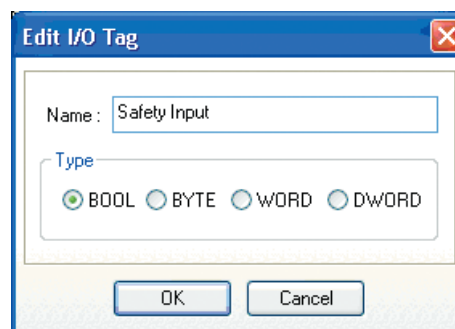 Edit I/O Tag
Name : Safety Input
Type
BOOL BYTE WORD DWORD
OK Cancel